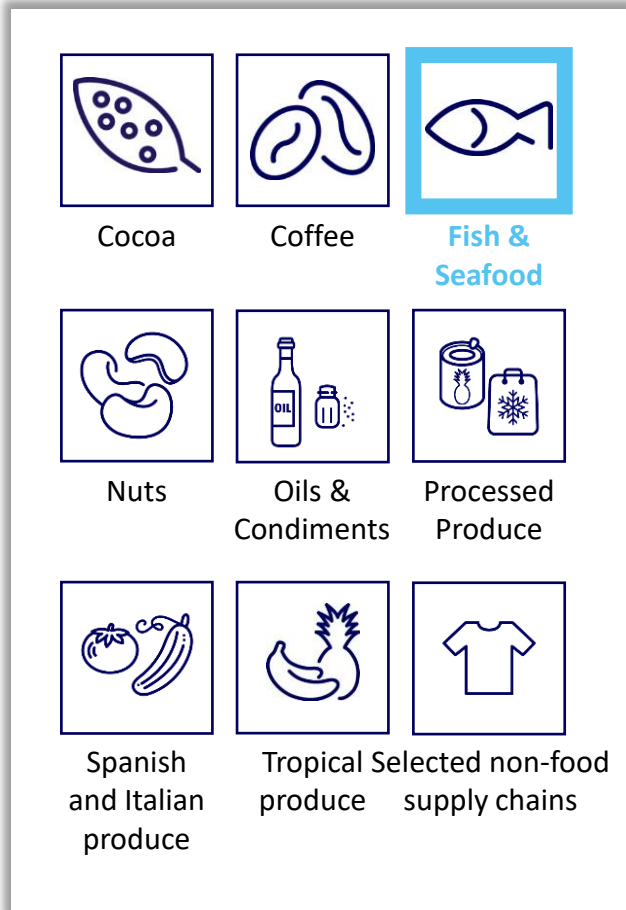 Cocoa
Coffee
Fish &
Seafood
OIL
Nuts
Oils &
Condiments
Processed
Produce
Spanish
and Italian
produce
Tropical
produce
Selected non-food
supply chains